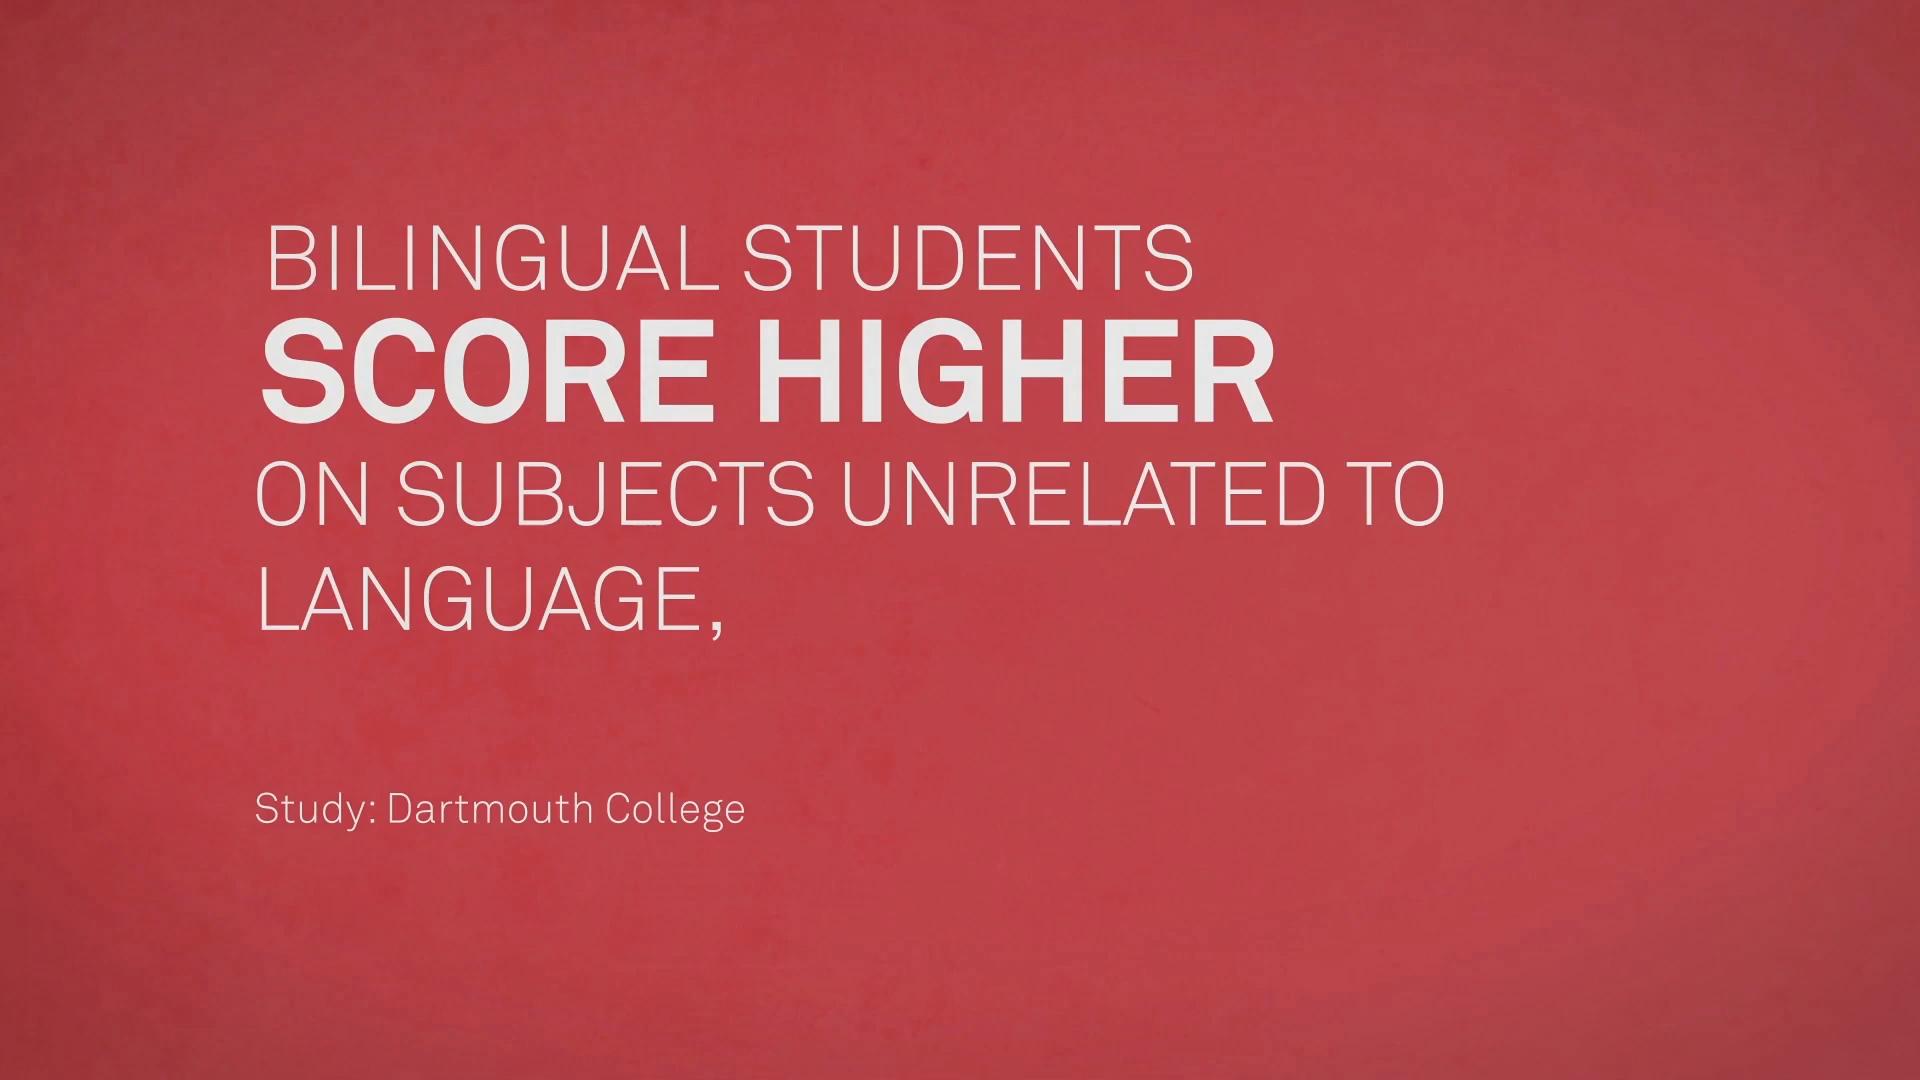 BILINGUAL STUDENTS
SCORE HIGHER
ON SUBJECTS UNRELATED TO
LANGUAGE,
Study: Dartmouth College